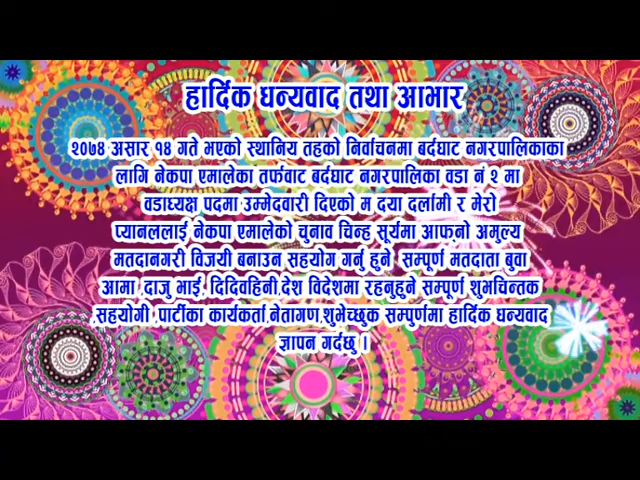 हार्दिक धन्यवाद तथा आभार
२०७४ असार १४ गते भएको स्थानिय तहको निर्वाचनमा बर्दघाट नगरपालिकाका
लागि नेकपा एमालेका तर्फवाट बर्दघाट नगरपालिका वडा नं २ मा
वडाध्यक्ष पदमा उम्मेदवारी दिएको म दया दर्लामी र मेरो
प्यानललाई नेकपा एमालेको चुनाव चिन्ह सूर्यमा आफ्नो अमुल्य
मतदानगरी विजयी बनाउन सहयोग गर्नु हुने  सम्पूर्ण मतदाता बुवा
आमा ,दाजु भाई, दिदिवहिनी,देश विदेशमा रहनुहुने सम्पूर्ण शुभचिन्तक
,सहयोगी ,पार्टीका कार्यकर्ता,नेतागण,शुभेच्छुक सम्पुर्णमा हार्दिक धन्यवाद
ज्ञापन गर्दछु ।